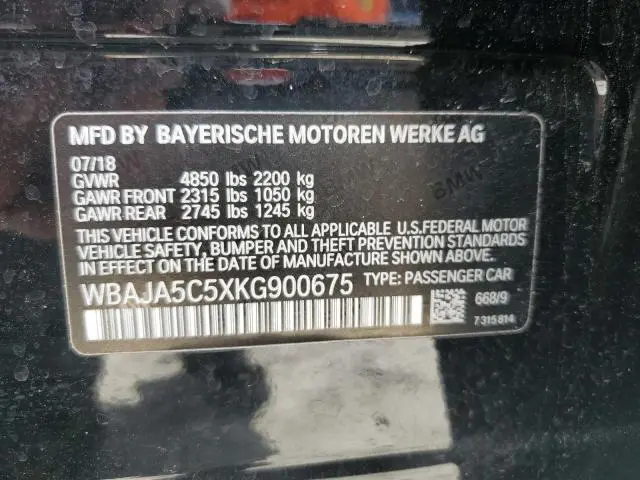 MFD BY BAYERISCHE MOTOREN WERKE AG
07/18
GVWR 4850 lbs 2200 kg
GAWR FRONT 2315 lbs 1050 kg
GAWR REAR 2745 lbs 1245 kg
THIS VEHICLE CONFORMS TO ALL APPLICABLE U.S.FEDERAL MOTOR
VEHICLE SAFETY, BUMPER AND THEFT PREVENTION STANDARDS
IN EFFECT ON THE DATE OF MANUFACTURE SHOWN ABOVE.
WBAJA5C5XKG900675 TYPE: PASSENGER CAR
668/9
7315814
BMW